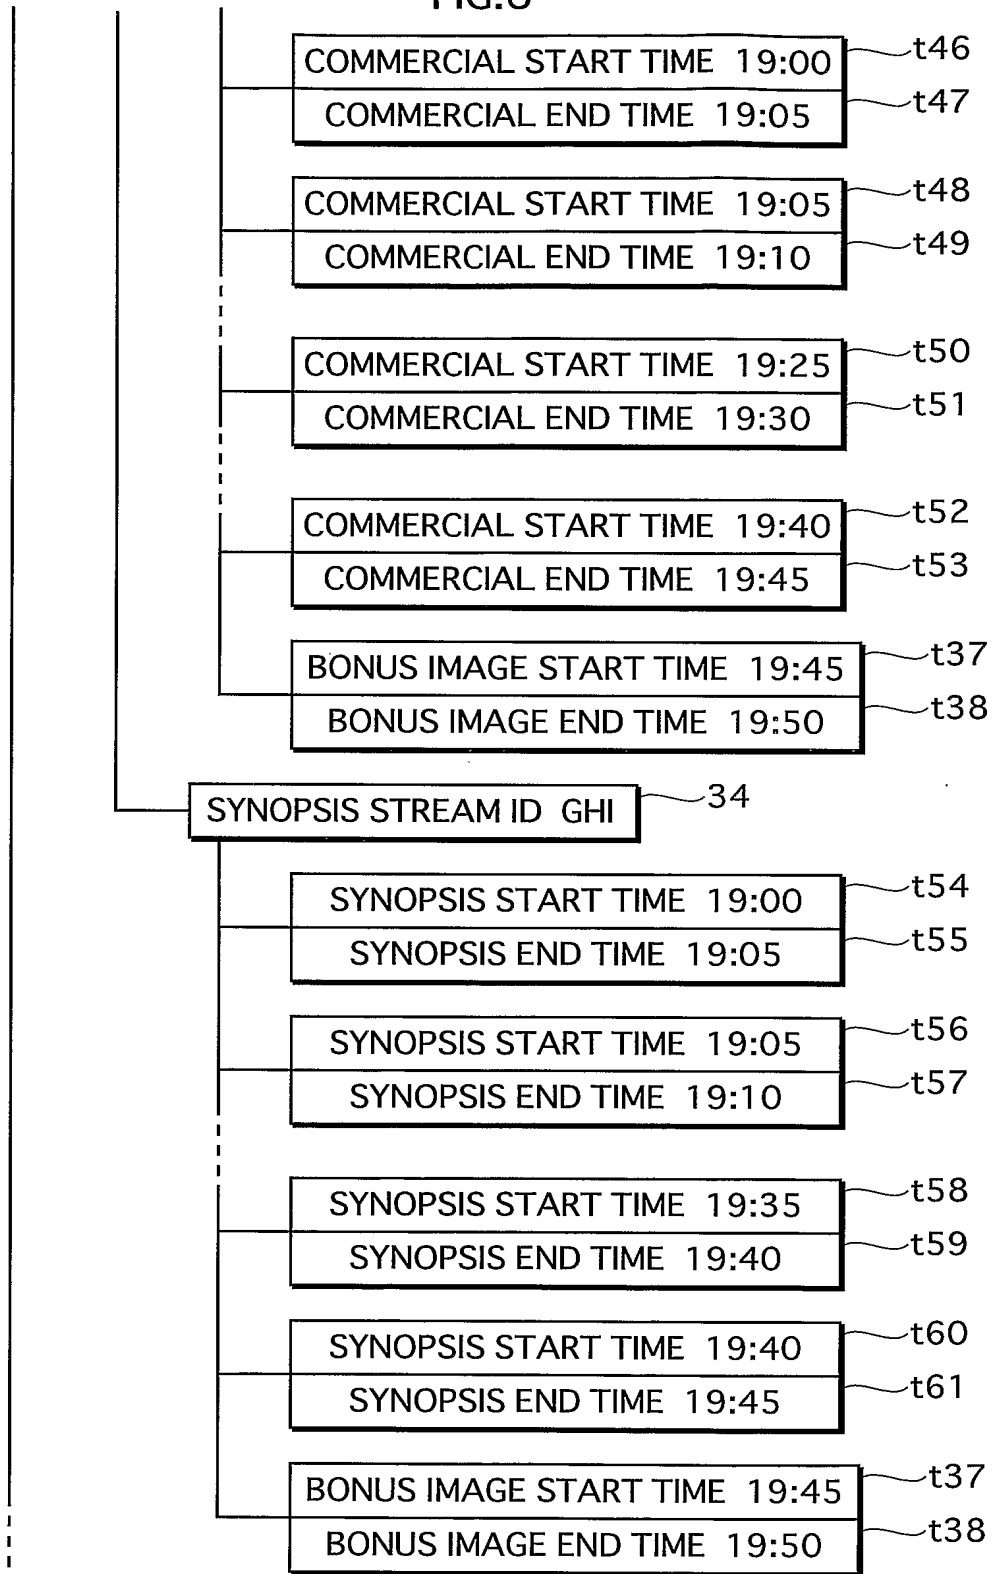 COMMERCIAL START TIME 19:00 t46
COMMERCIAL END TIME 19:05 t47
COMMERCIAL START TIME 19:05 t48
COMMERCIAL END TIME 19:10 t49
COMMERCIAL START TIME 19:25 t50
COMMERCIAL END TIME 19:30 t51
COMMERCIAL START TIME 19:40 t52
COMMERCIAL END TIME 19:45 t53
BONUS IMAGE START TIME 19:45 t37
BONUS IMAGE END TIME 19:50 t38
SYNOPSIS STREAM ID GHI 34
SYNOPSIS START TIME 19:00 t54
SYNOPSIS END TIME 19:05 t55
SYNOPSIS START TIME 19:05 t56
SYNOPSIS END TIME 19:10 t57
SYNOPSIS START TIME 19:35 t58
SYNOPSIS END TIME 19:40 t59
SYNOPSIS START TIME 19:40 t60
SYNOPSIS END TIME 19:45 t61
BONUS IMAGE START TIME 19:45 t37
BONUS IMAGE END TIME 19:50 t38